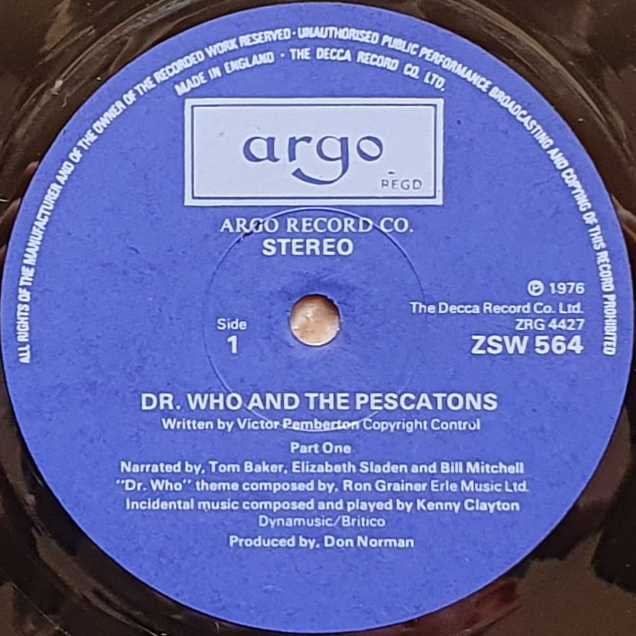 ALL RIGHTS OF THE MANUFACTURER AND OF THE OWNER OF THE RECORDED WORK RESERVED · UNAUTHORISED PUBLIC PERFORMANCE BROADCASTING AND COPYING OF THIS RECORD PROHIBITED
MADE IN ENGLAND · THE DECCA RECORD CO. LTD.
argo
REGD
ARGO RECORD CO.
STEREO
Ⓟ 1976
The Decca Record Co. Ltd.
Side
ZRG 4427
1
ZSW 564
DR. WHO AND THE PESCATONS
Written by Victor Pemberton Copyright Control
Part One
Narrated by, Tom Baker, Elizabeth Sladen and Bill Mitchell
"Dr. Who" theme composed by, Ron Grainer Erle Music Ltd.
Incidental music composed and played by Kenny Clayton
Dynamusic/Britico
Produced by, Don Norman